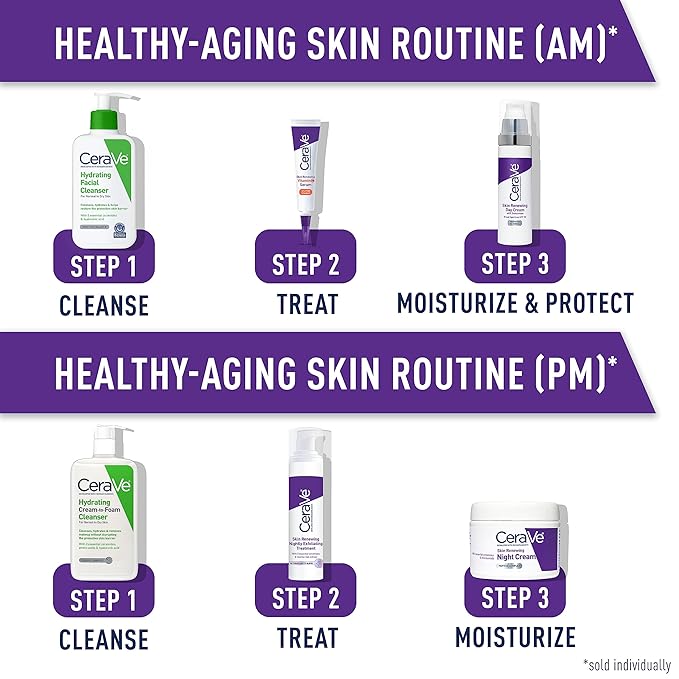 HEALTHY-AGING SKIN ROUTINE (AM)*
CeraVe
Hydrating
Facial
Cleanser
For Normal to Dry Skin
CeraVe
Skin Renewing
Vitamin C
Serum
CeraVe
Skin Renewing
Day Cream
STEP 1
STEP 2
STEP 3
CLEANSE
TREAT
MOISTURIZE & PROTECT
HEALTHY-AGING SKIN ROUTINE (PM)*
CeraVe
Hydrating
Cream-to-Foam
Cleanser
For Normal to Dry Skin
CeraVe
Skin Renewing
Nightly Exfoliating
Treatment
CeraVe
Skin Renewing
Night Cream
STEP 1
STEP 2
STEP 3
CLEANSE
TREAT
MOISTURIZE
*sold individually